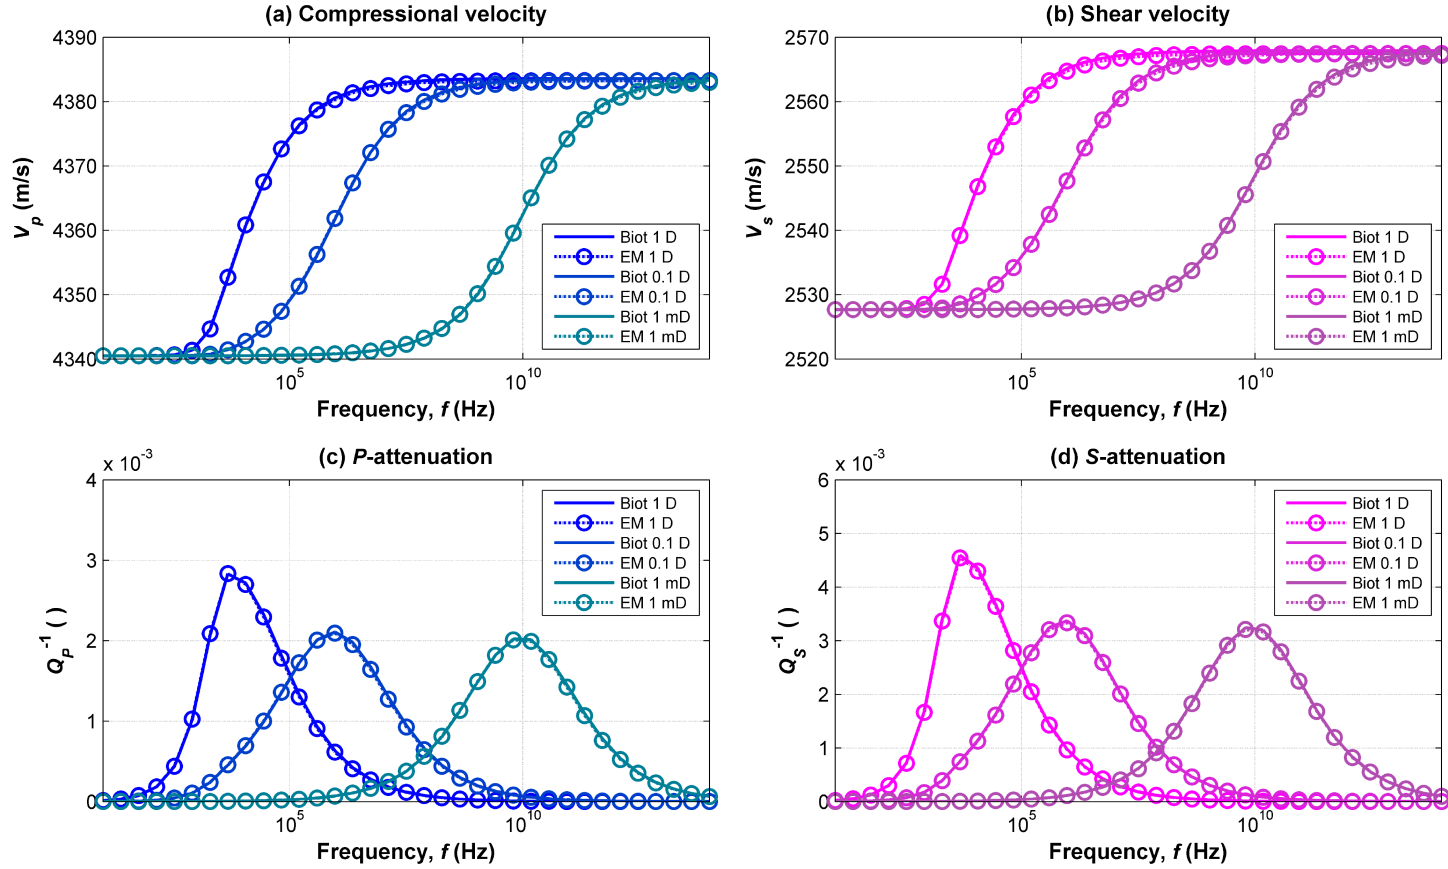 (a) Compressional velocity
4390
4380
4370
4360
4350
4340
Vp (m/s)
10^5
10^10
Frequency, f (Hz)
Biot 1 D
EM 1 D
Biot 0.1 D
EM 0.1 D
Biot 1 mD
EM 1 mD
(b) Shear velocity
2570
2560
2550
2540
2530
2520
Vs (m/s)
10^5
10^10
Frequency, f (Hz)
Biot 1 D
EM 1 D
Biot 0.1 D
EM 0.1 D
Biot 1 mD
EM 1 mD
(c) P-attenuation
x 10^-3
4
3
2
1
0
QP^-1 ( )
10^5
10^10
Frequency, f (Hz)
Biot 1 D
EM 1 D
Biot 0.1 D
EM 0.1 D
Biot 1 mD
EM 1 mD
(d) S-attenuation
x 10^-3
6
5
4
3
2
1
0
QS^-1 ( )
10^5
10^10
Frequency, f (Hz)
Biot 1 D
EM 1 D
Biot 0.1 D
EM 0.1 D
Biot 1 mD
EM 1 mD